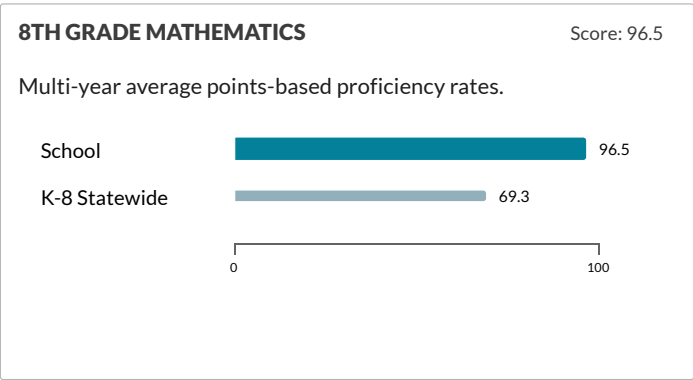 8TH GRADE MATHEMATICS Score: 96.5
Multi-year average points-based proficiency rates.
School 96.5
K-8 Statewide 69.3
0 100